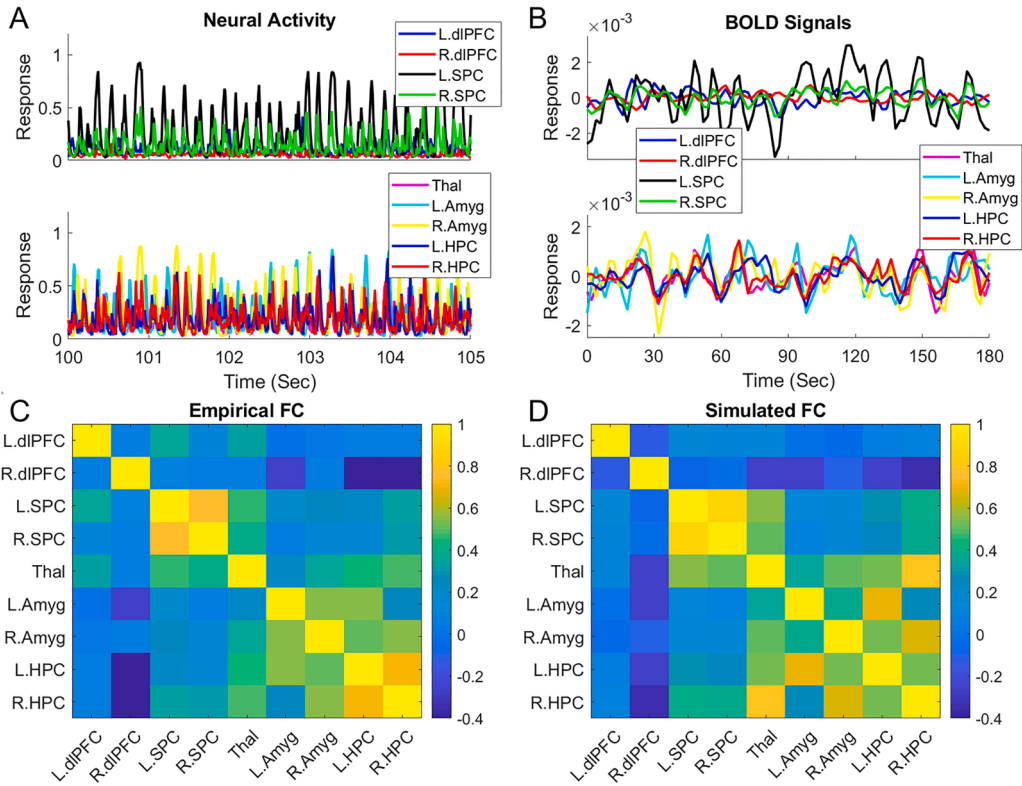 A
Neural Activity
L.dlPFC
R.dlPFC
L.SPC
R.SPC
Response
1
0.5
0
Thal
L.Amyg
R.Amyg
L.HPC
R.HPC
Response
1
0.5
0
100 101 102 103 104 105
Time (Sec)
B
×10⁻³
BOLD Signals
Response
2
0
-2
L.dlPFC
R.dlPFC
L.SPC
R.SPC
Thal
L.Amyg
R.Amyg
L.HPC
R.HPC
×10⁻³
Response
2
0
-2
0 30 60 90 120 150 180
Time (Sec)
C
Empirical FC
L.dlPFC
R.dlPFC
L.SPC
R.SPC
Thal
L.Amyg
R.Amyg
L.HPC
R.HPC
L.dlPFC R.dlPFC L.SPC R.SPC Thal L.Amyg R.Amyg L.HPC R.HPC
1
0.8
0.6
0.4
0.2
0
-0.2
-0.4
D
Simulated FC
L.dlPFC
R.dlPFC
L.SPC
R.SPC
Thal
L.Amyg
R.Amyg
L.HPC
R.HPC
L.dlPFC R.dlPFC L.SPC R.SPC Thal L.Amyg R.Amyg L.HPC R.HPC
1
0.8
0.6
0.4
0.2
0
-0.2
-0.4